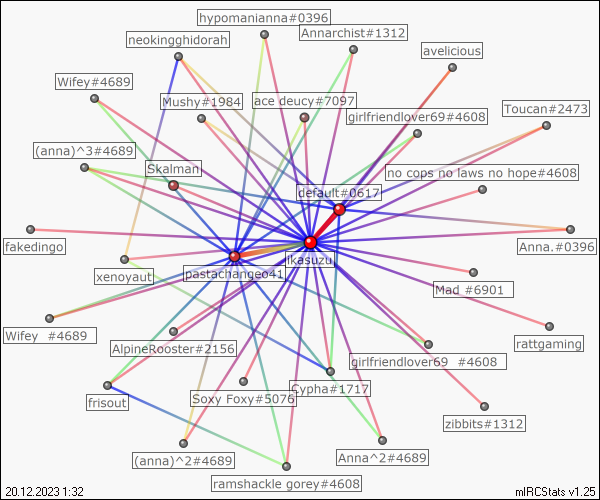 hypomanianna#0396
Annarchist#1312
neokingghidorah
avelicious
Wifey#4689
Mushy#1984
ace deucy#7097
girlfriendlover69#4608
Toucan#2473
(anna)^3#4689
Skalman
no cops no laws no hope#4608
default#0617
fakedingo
ikasuzu
Anna.#0396
xenoyaut
pastachangeo41
Mad #6901
Wifey  #4689
AlpineRooster#2156
girlfriendlover69  #4608
rattgaming
frisout
Soxy Foxy#5076
Cypha#1717
zibbits#1312
(anna)^2#4689
Anna^2#4689
ramshackle gorey#4608
20.12.2023 1:32
mIRCStats v1.25